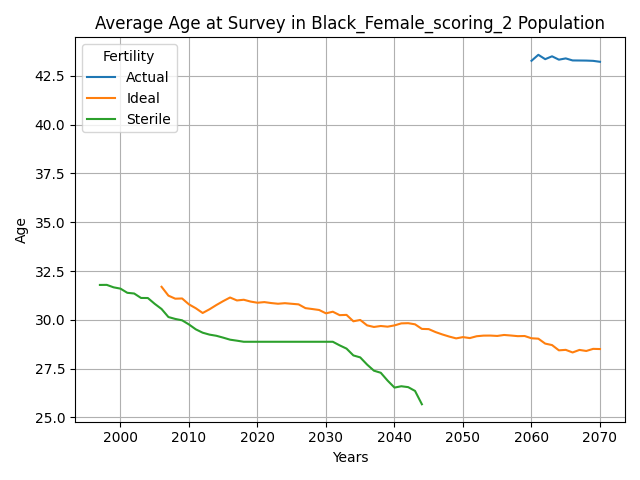 Average Age at Survey in Black_Female_scoring_2 Population
Fertility
Actual
Ideal
Sterile
Age
42.5
40.0
37.5
35.0
32.5
30.0
27.5
25.0
2000 2010 2020 2030 2040 2050 2060 2070
Years